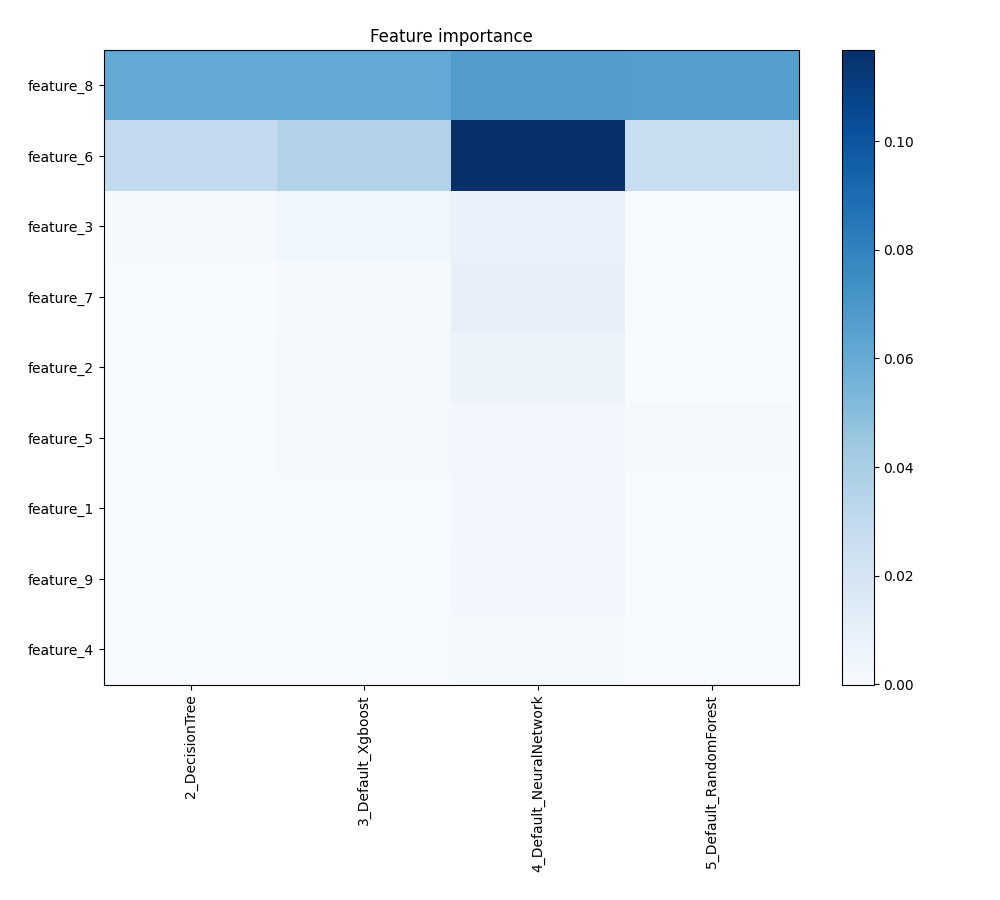 Feature importance
feature_8
feature_6
feature_3
feature_7
feature_2
feature_5
feature_1
feature_9
feature_4
2_DecisionTree
3_Default_Xgboost
4_Default_NeuralNetwork
5_Default_RandomForest
0.10
0.08
0.06
0.04
0.02
0.00